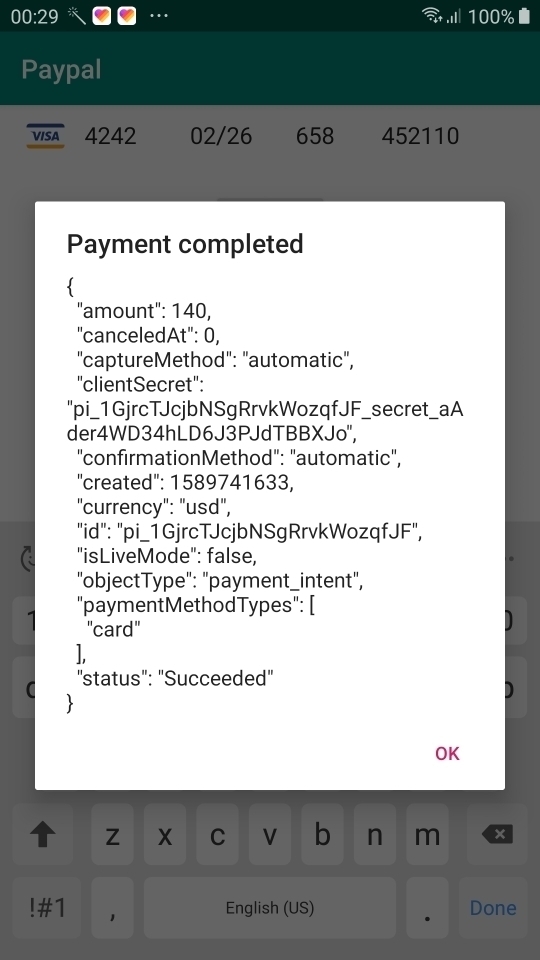 00:29 ... 100%
Paypal
VISA 4242 02/26 658 452110
Payment completed
{
"amount": 140,
"canceledAt": 0,
"captureMethod": "automatic",
"clientSecret":
"pi_1GjrcTJcjbNSgRrvkWozqfJF_secret_aA
der4WD34hLD6J3PJdTBBXJo",
"confirmationMethod": "automatic",
"created": 1589741633,
"currency": "usd",
"id": "pi_1GjrcTJcjbNSgRrvkWozqfJF",
"isLiveMode": false,
"objectType": "payment_intent",
"paymentMethodTypes": [
"card"
],
"status": "Succeeded"
}
OK
z x c v b n m
!#1 , English (US) . Done